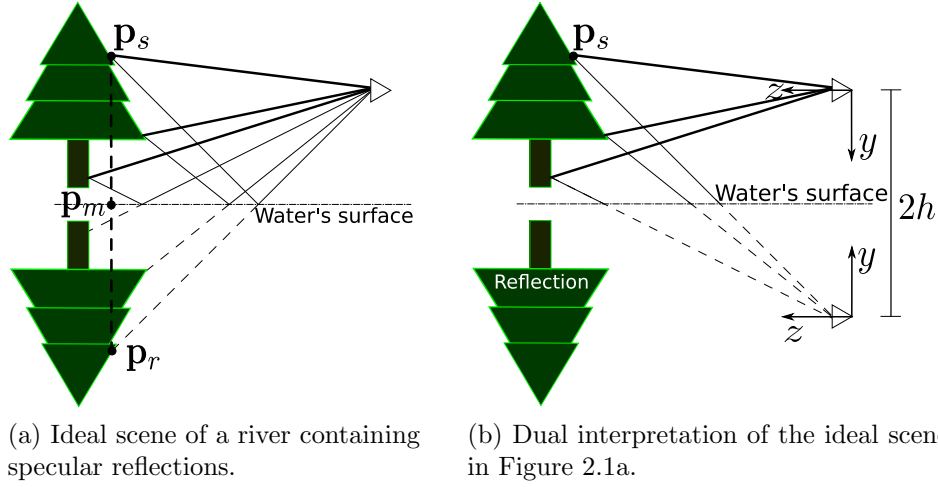 p_s
p_m
Water's surface
p_r
(a) Ideal scene of a river containing
specular reflections.
p_s
z
y
Water's surface
2h
y
Reflection
z
(b) Dual interpretation of the ideal scen
in Figure 2.1a.